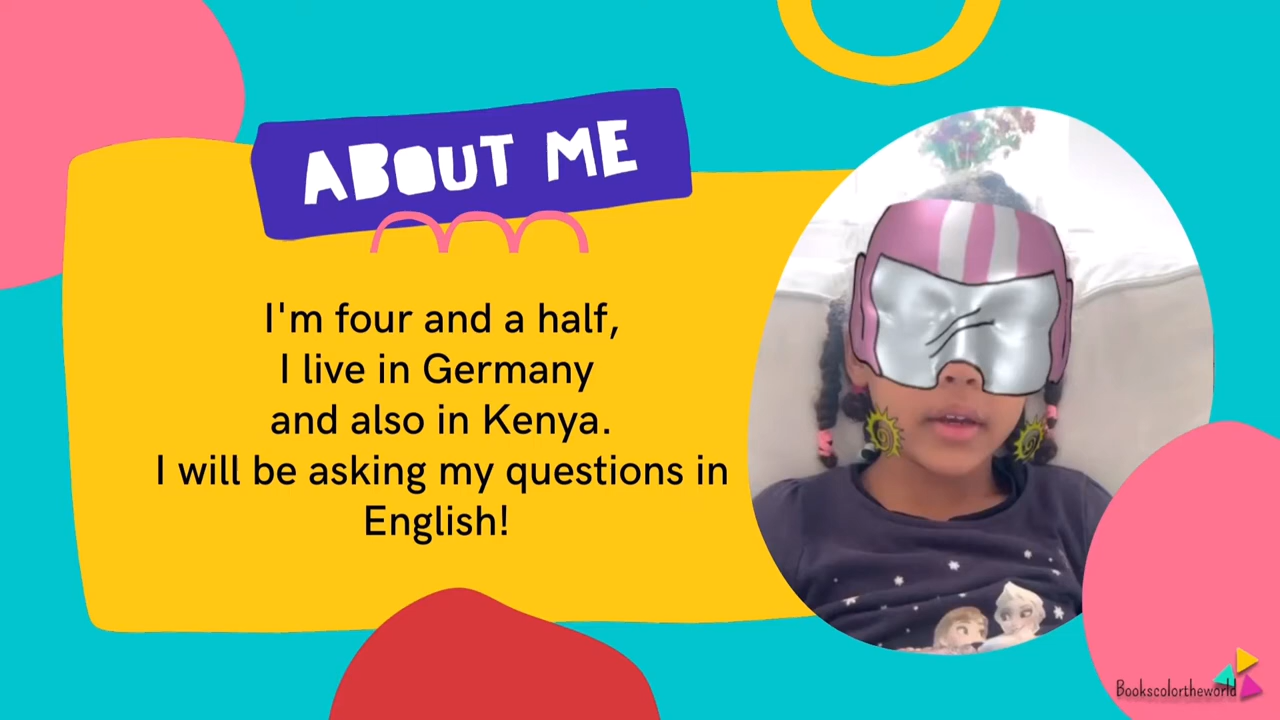 ABOUT ME
I'm four and a half,
I live in Germany
and also in Kenya.
I will be asking my questions in
English!
Bookscolortheworld